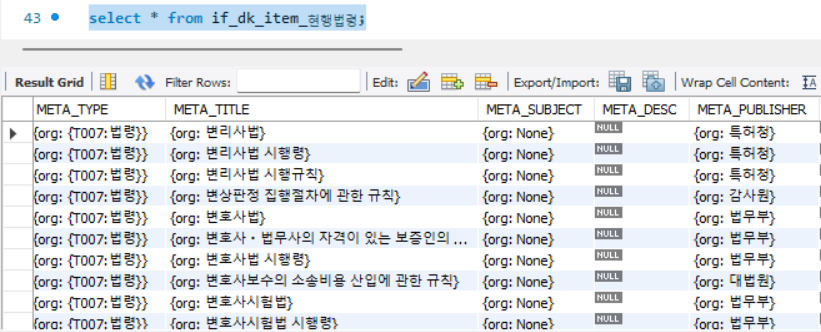 43 select * from if_dk_item_현행법령;
Result Grid Filter Rows: Edit: Export/Import: Wrap Cell Content: IA
META_TYPE META_TITLE META_SUBJECT META_DESC META_PUBLISHER
{org: {T007:법령}} {org: 변리사법} {org: None} NULL {org: 특허청}
{org: {T007:법령}} {org: 변리사법 시행령} {org: None} NULL {org: 특허청}
{org: {T007:법령}} {org: 변리사법 시행규칙} {org: None} NULL {org: 특허청}
{org: {T007:법령}} {org: 변상판정 집행절차에 관한 규칙} {org: None} NULL {org: 감사원}
{org: {T007:법령}} {org: 변호사법} {org: None} NULL {org: 법무부}
{org: {T007:법령}} {org: 변호사・법무사의 자격이 있는 보증인의 ... {org: None} NULL {org: 법무부}
{org: {T007:법령}} {org: 변호사법 시행령} {org: None} NULL {org: 법무부}
{org: {T007:법령}} {org: 변호사보수의 소송비용 산입에 관한 규칙} {org: None} NULL {org: 대법원}
{org: {T007:법령}} {org: 변호사시험법} {org: None} NULL {org: 법무부}
{org: {T007:법령}} {org: 변호사시험법 시행령} {org: None} NULL {org: 법무부}